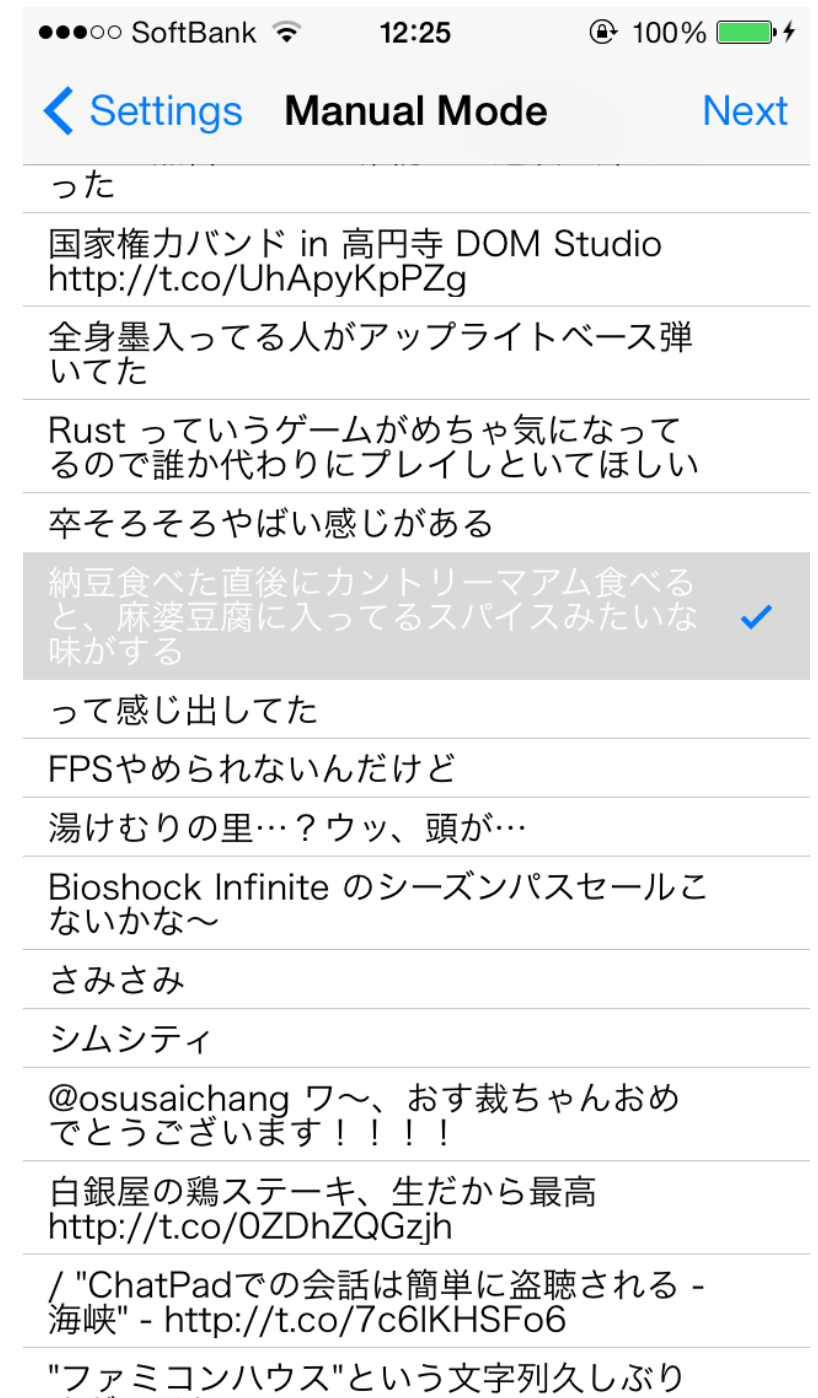 SoftBank 12:25 100%
Settings Manual Mode Next
った
国家権力バンド in 高円寺 DOM Studio
http://t.co/UhApyKpPZg
全身墨入ってる人がアップライトベース弾
いてた
Rust っていうゲームがめちゃ気になって
るので誰か代わりにプレイしといてほしい
卒そろそろやばい感じがある
納豆食べた直後にカントリーマアム食べる
と、麻婆豆腐に入ってるスパイスみたいな
味がする
って感じ出してた
FPSやめられないんだけど
湯けむりの里…？ウッ、頭が…
Bioshock Infinite のシーズンパスセールこ
ないかな〜
さみさみ
シムシティ
@osusaichang ワ〜、おす裁ちゃんおめ
でとうございます！！！！
白銀屋の鶏ステーキ、生だから最高
http://t.co/0ZDhZQGzjh
/ "ChatPadでの会話は簡単に盗聴される -
海峡" - http://t.co/7c6IKHSFo6
"ファミコンハウス"という文字列久しぶり